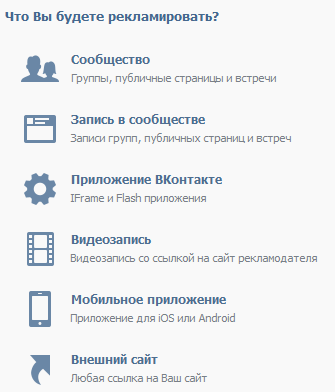 Что Вы будете рекламировать?
Сообщество
Группы, публичные страницы и встречи
Запись в сообществе
Записи групп, публичных страниц и встреч
Приложение ВКонтакте
IFrame и Flash приложения
Видеозапись
Видеозапись со ссылкой на сайт рекламодателя
Мобильное приложение
Приложение для iOS или Android
Внешний сайт
Любая ссылка на Ваш сайт